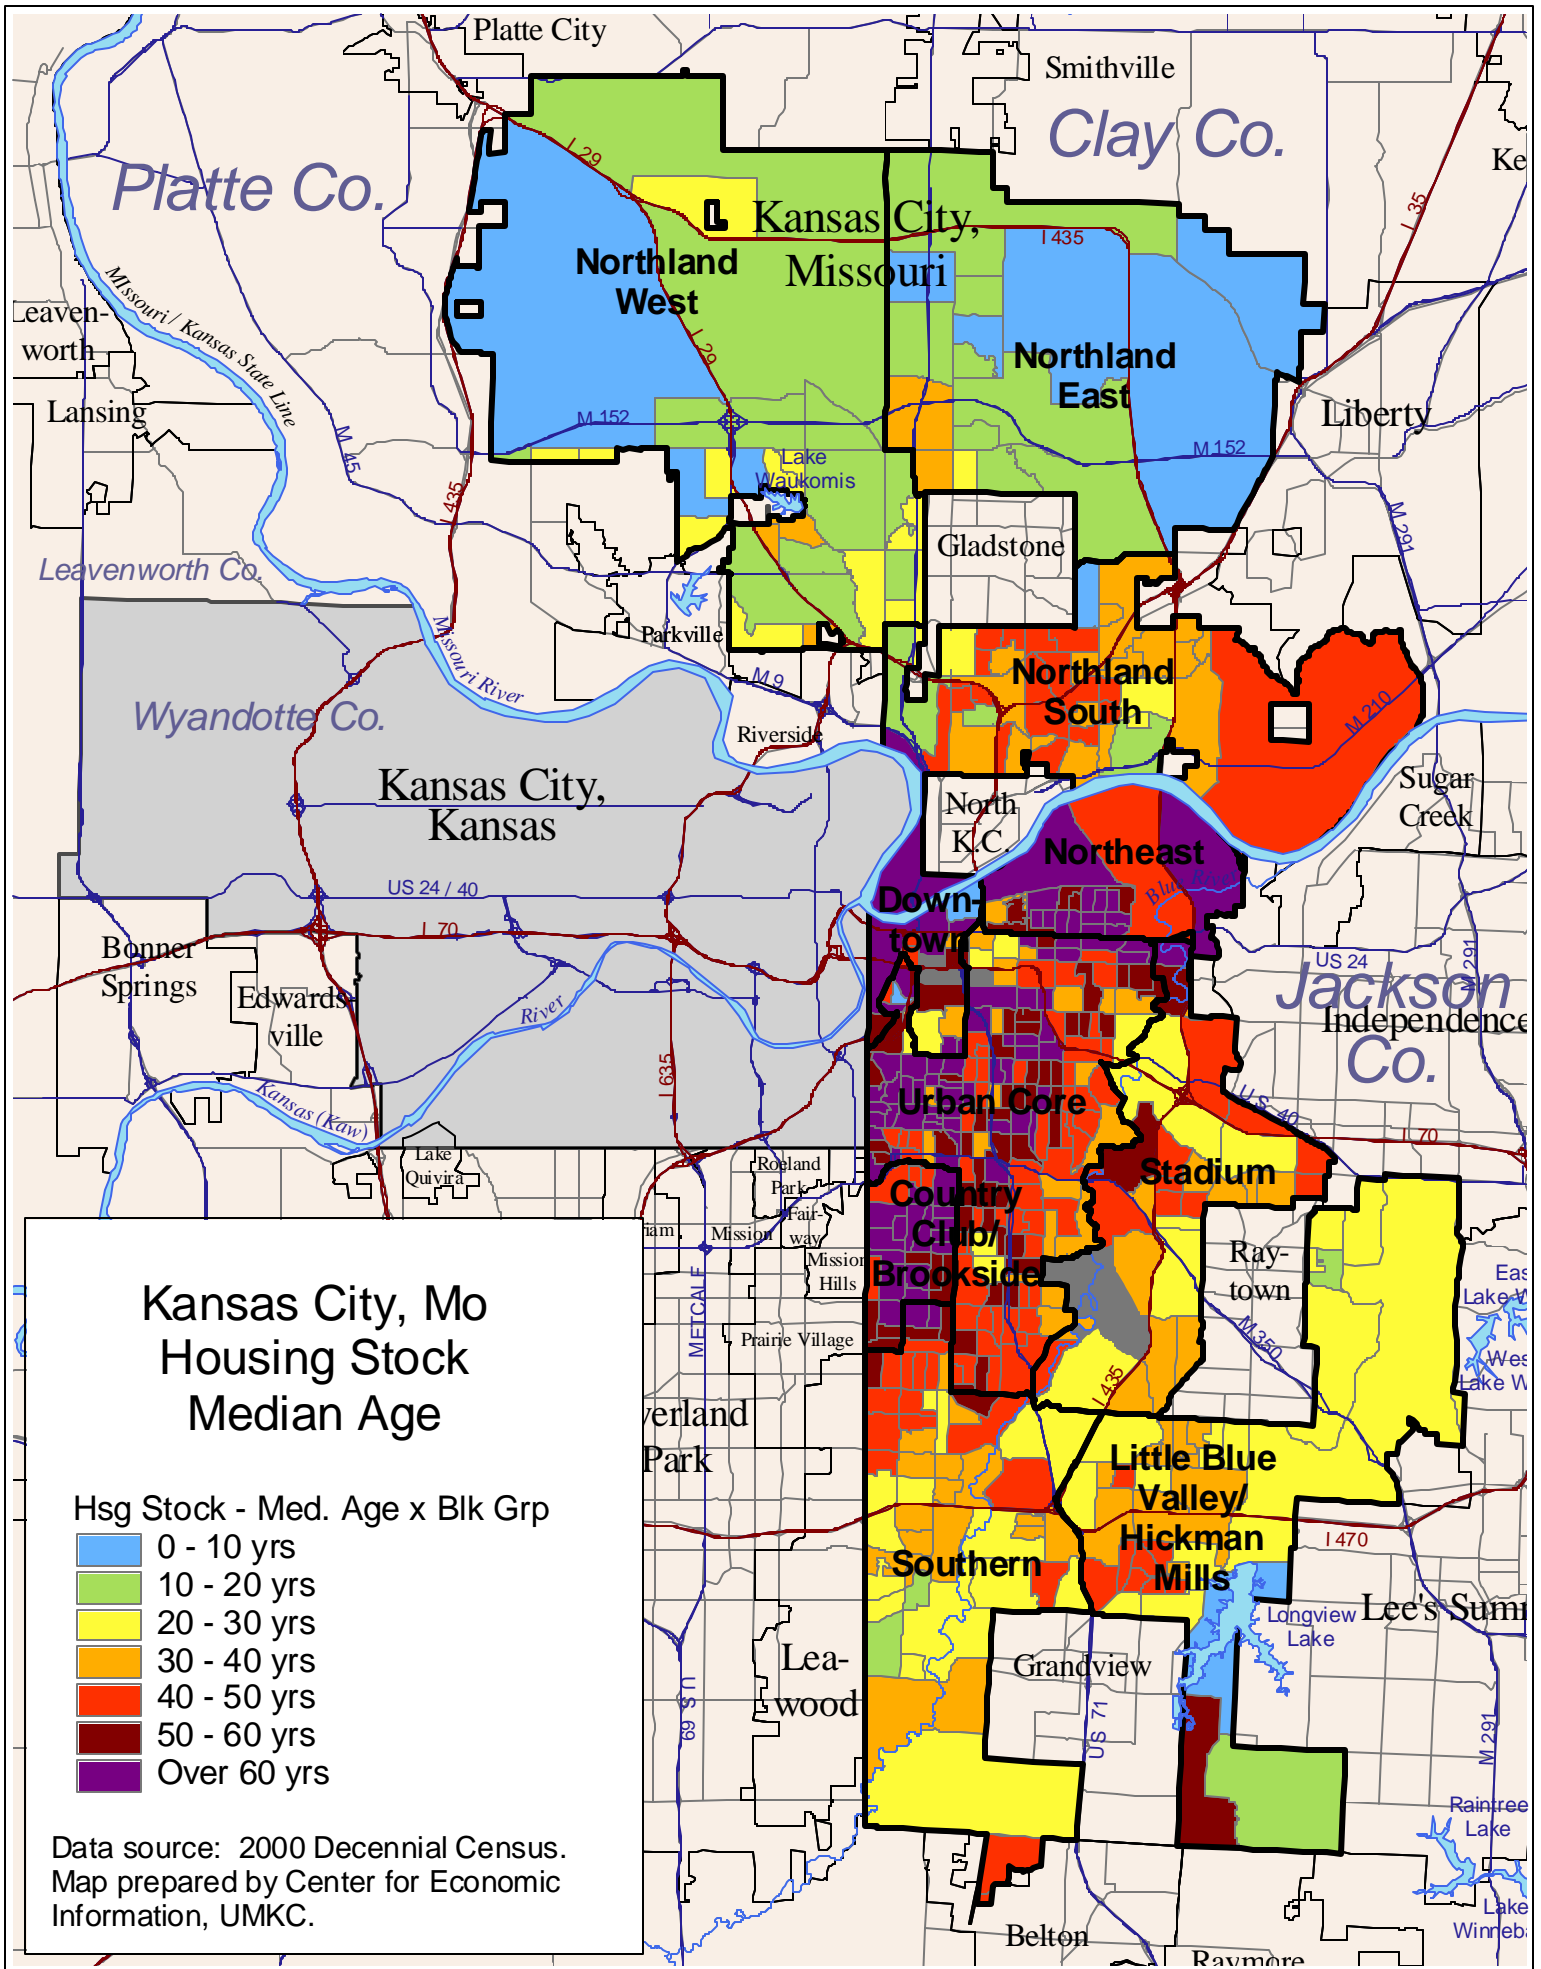 Platte City
Smithville
Clay Co.
Platte Co.
Ke
I 29
I 35
Kansas City,
Missouri
I 435
Northland
West
Missouri / Kansas State Line
Leaven-
worth
I 29
Northland
East
Lansing
M 152
Liberty
M 45
M 152
Lake
Waukomis
I 435
M 291
Gladstone
Leavenworth Co.
Parkville
Missouri River
Northland
South
M 9
M 210
Wyandotte Co.
Riverside
Kansas City,
Kansas
Sugar
Creek
North
K.C.
Northeast
Blue River
US 24 / 40
Down-
town
I 70
Bonner
Springs
US 24
M 291
Jackson
Co.
Independence
Edwards-
ville
River
I 635
Kansas (Kaw)
Urban Core
U S 40
I 70
Lake
Quivira
Roeland
Park
Stadium
Country
Club/
Brookside
Fair-
way
Mission
riam
Mission
Hills
Ray-
town
METCALF
M 350
Prairie Village
I 435
Kansas City, Mo
Housing Stock
Median Age
verland
Park
Little Blue
Valley/
Hickman
Mills
Hsg Stock - Med. Age x Blk Grp
0 - 10 yrs
10 - 20 yrs
20 - 30 yrs
30 - 40 yrs
40 - 50 yrs
50 - 60 yrs
Over 60 yrs
I 470
Southern
Longview
Lake
Lee's Sum
Lea-
wood
Grandview
U S 69
US 71
M 291
Raintree
Lake
Data source:  2000 Decennial Census.
Map prepared by Center for Economic
Information, UMKC.
Lake
Winneb
Belton
Raymore